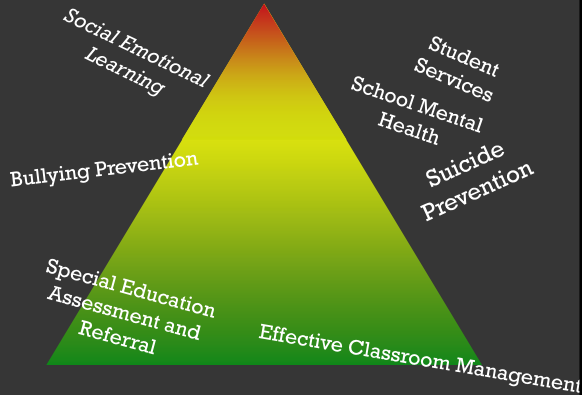 Social Emotional
Learning
Student
Services
School Mental
Health
Bullying Prevention
Suicide
Prevention
Special Education
Assessment and
Referral
Effective Classroom Management